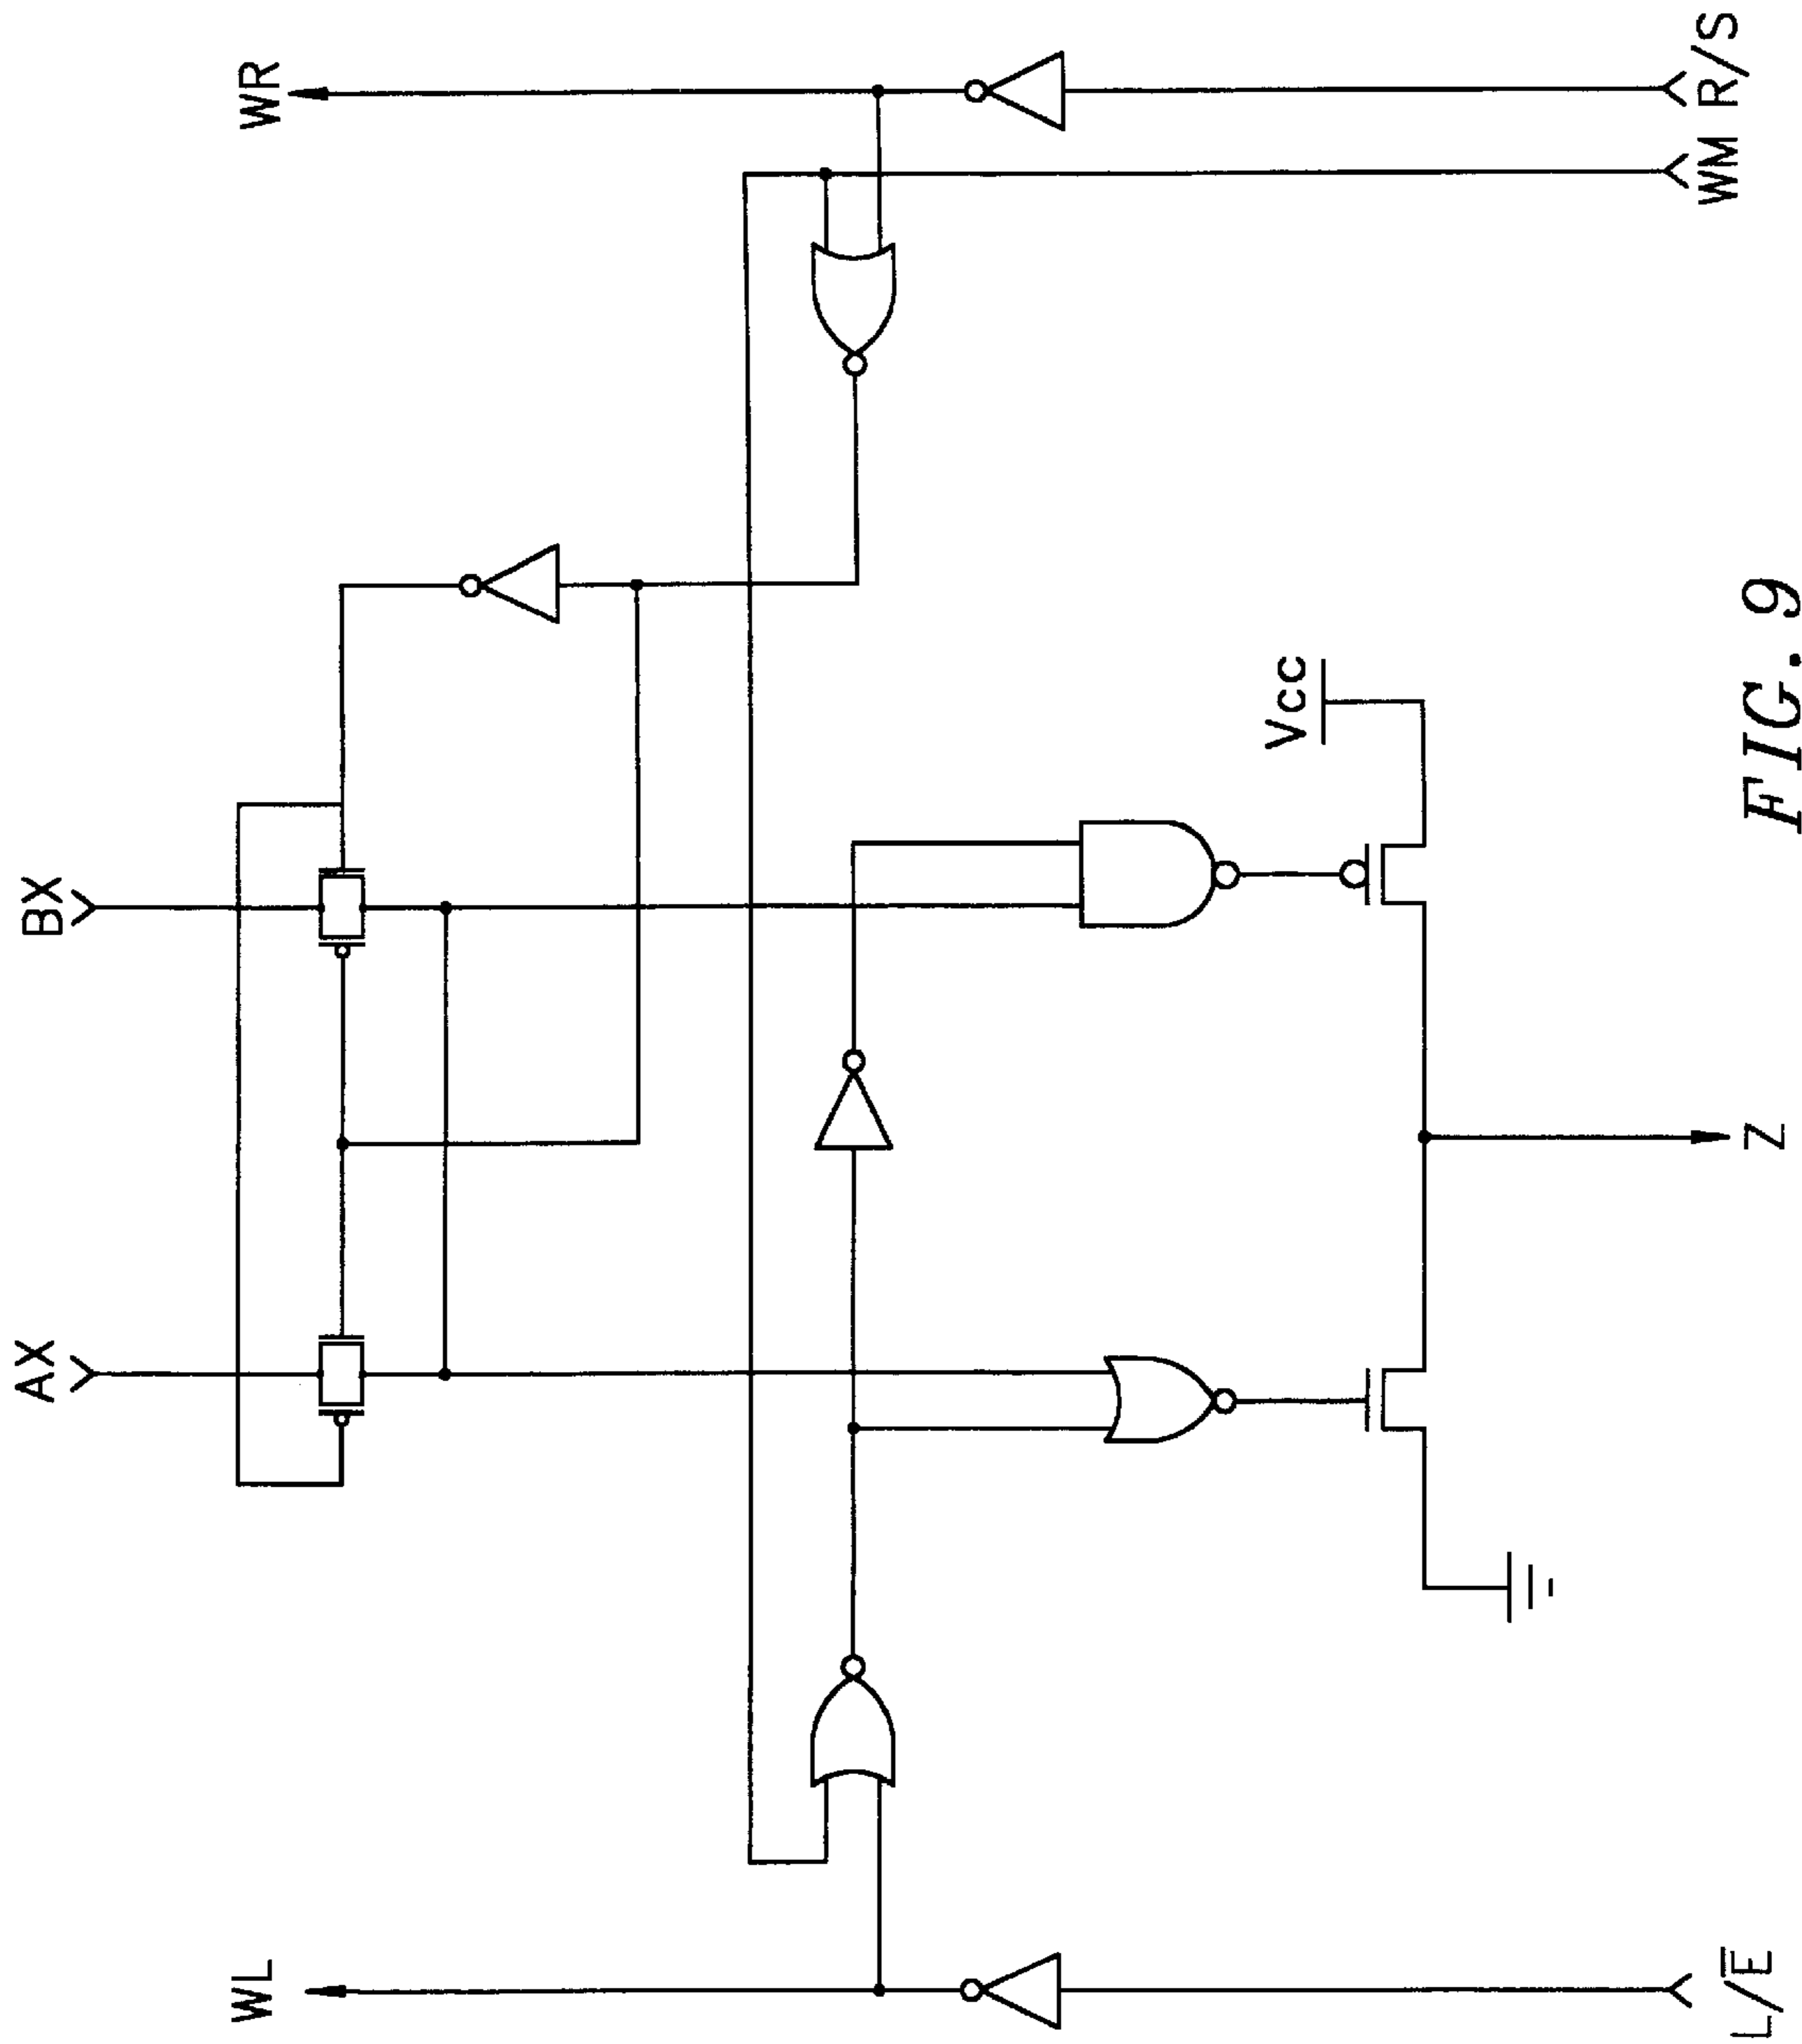 WL
AX
BX
WR
Vcc
L/E̅
Z
WM
R/S
FIG. 9